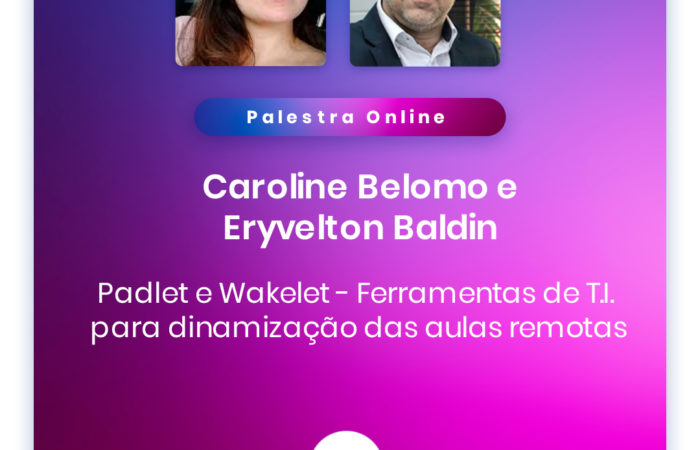 Palestra Online
Caroline Belomo e
Eryvelton Baldin
Padlet e Wakelet - Ferramentas de T.I.
para dinamização das aulas remotas